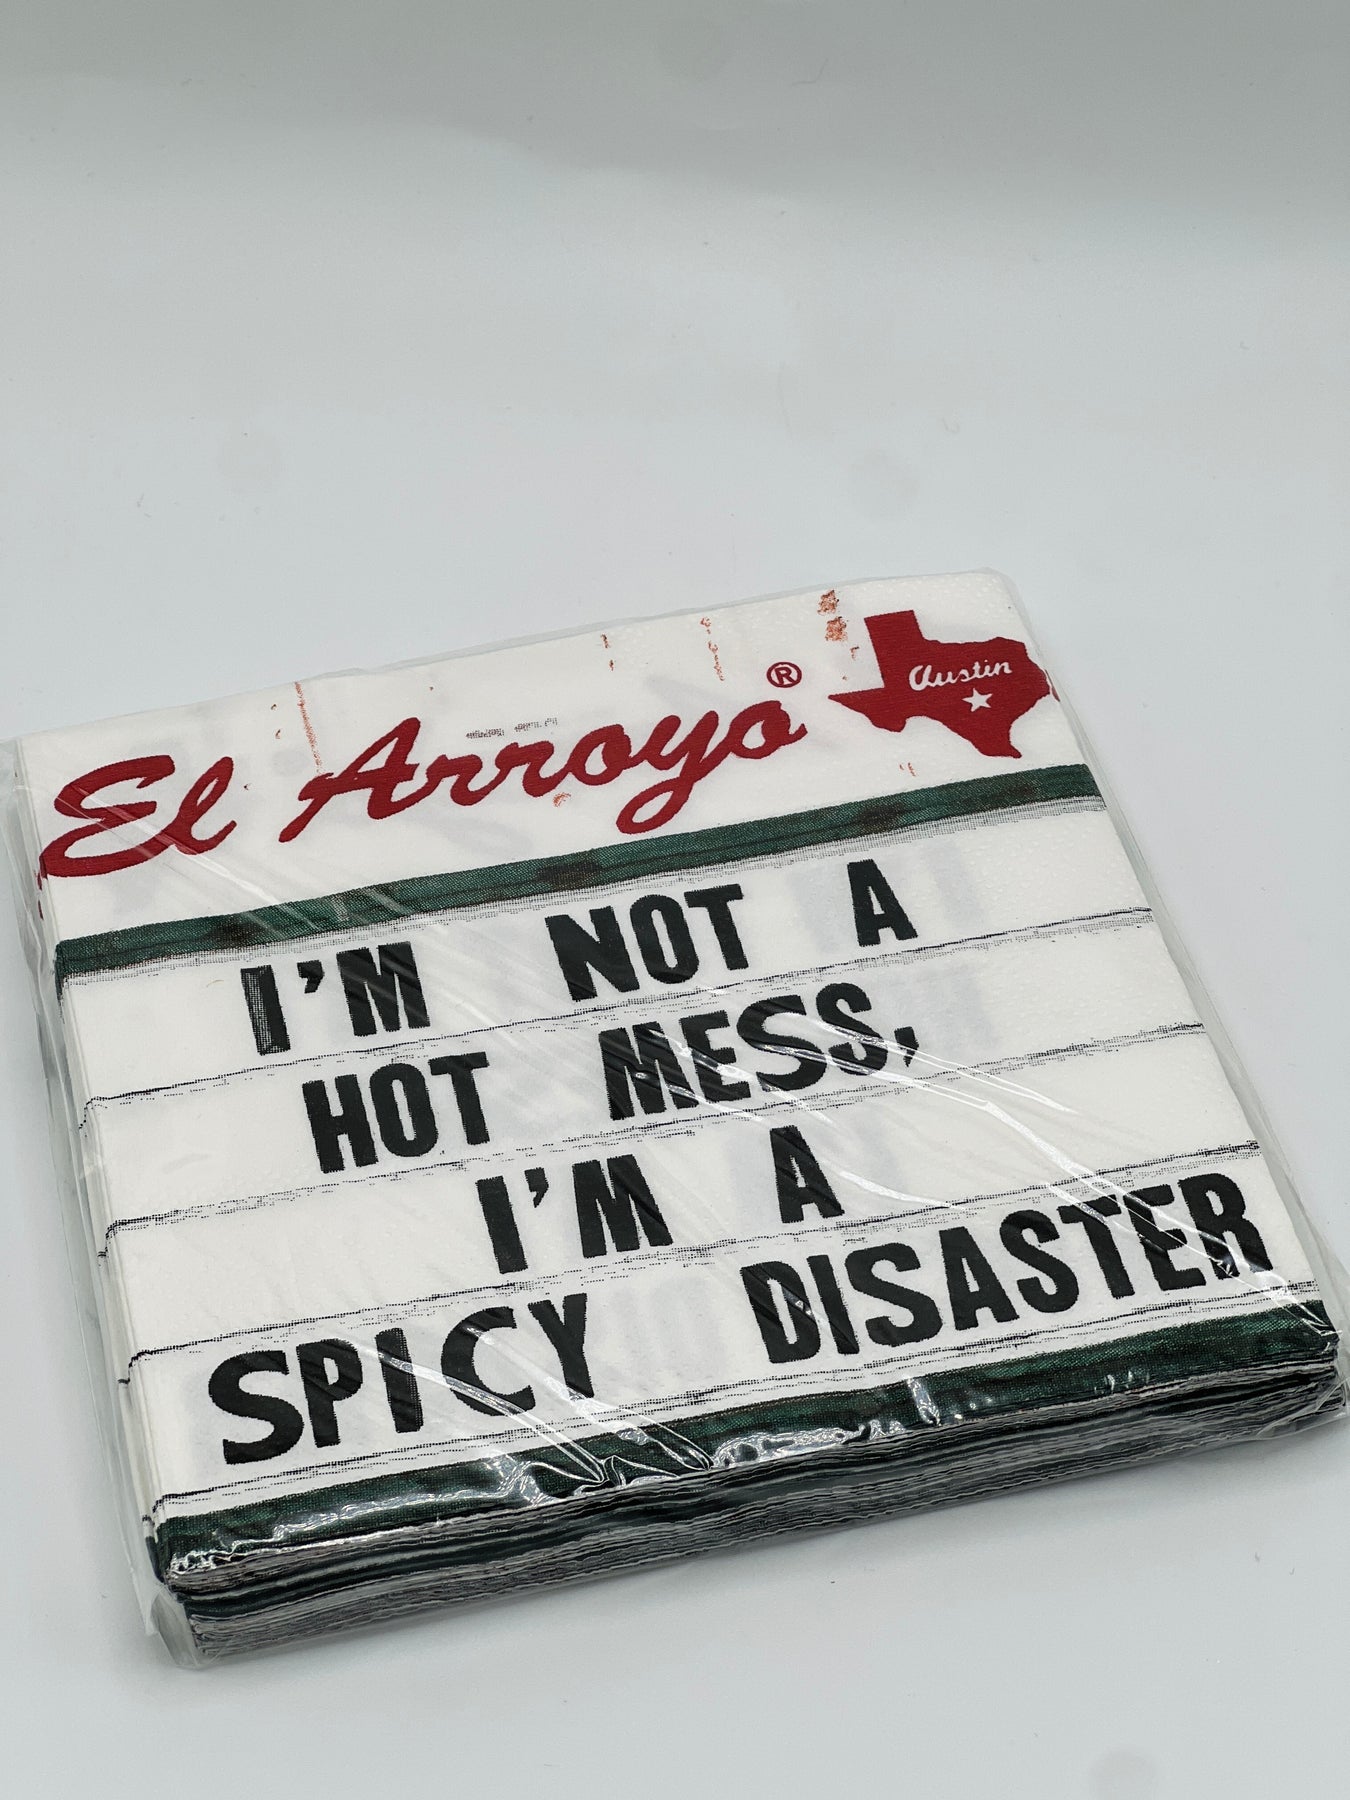 El Arroyo®
Austin
I'M NOT A
HOT MESS,
I'M A
SPICY DISASTER